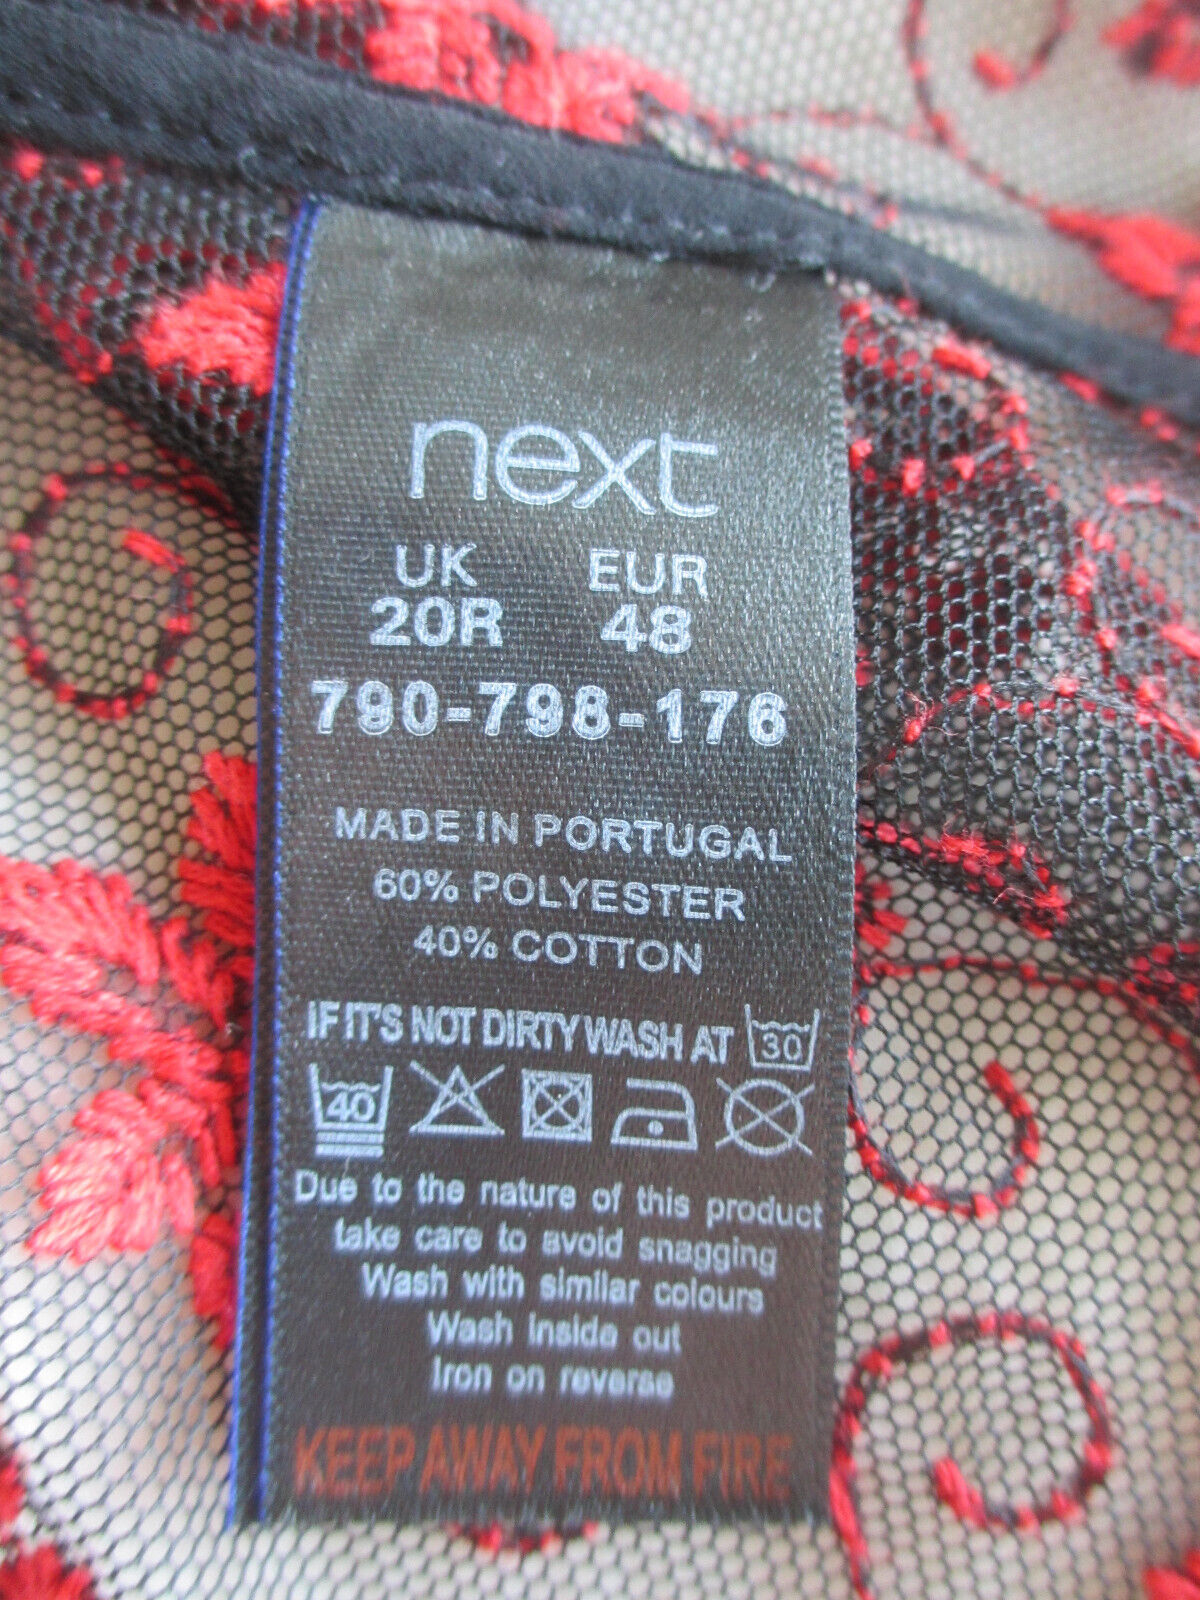 next
UK EUR
20R 48
790-798-176
MADE IN PORTUGAL
60% POLYESTER
40% COTTON
IF IT'S NOT DIRTY WASH AT 30
40
Due to the nature of this product
take care to avoid snagging
Wash with similar colours
Wash inside out
Iron on reverse
KEEP AWAY FROM FIRE